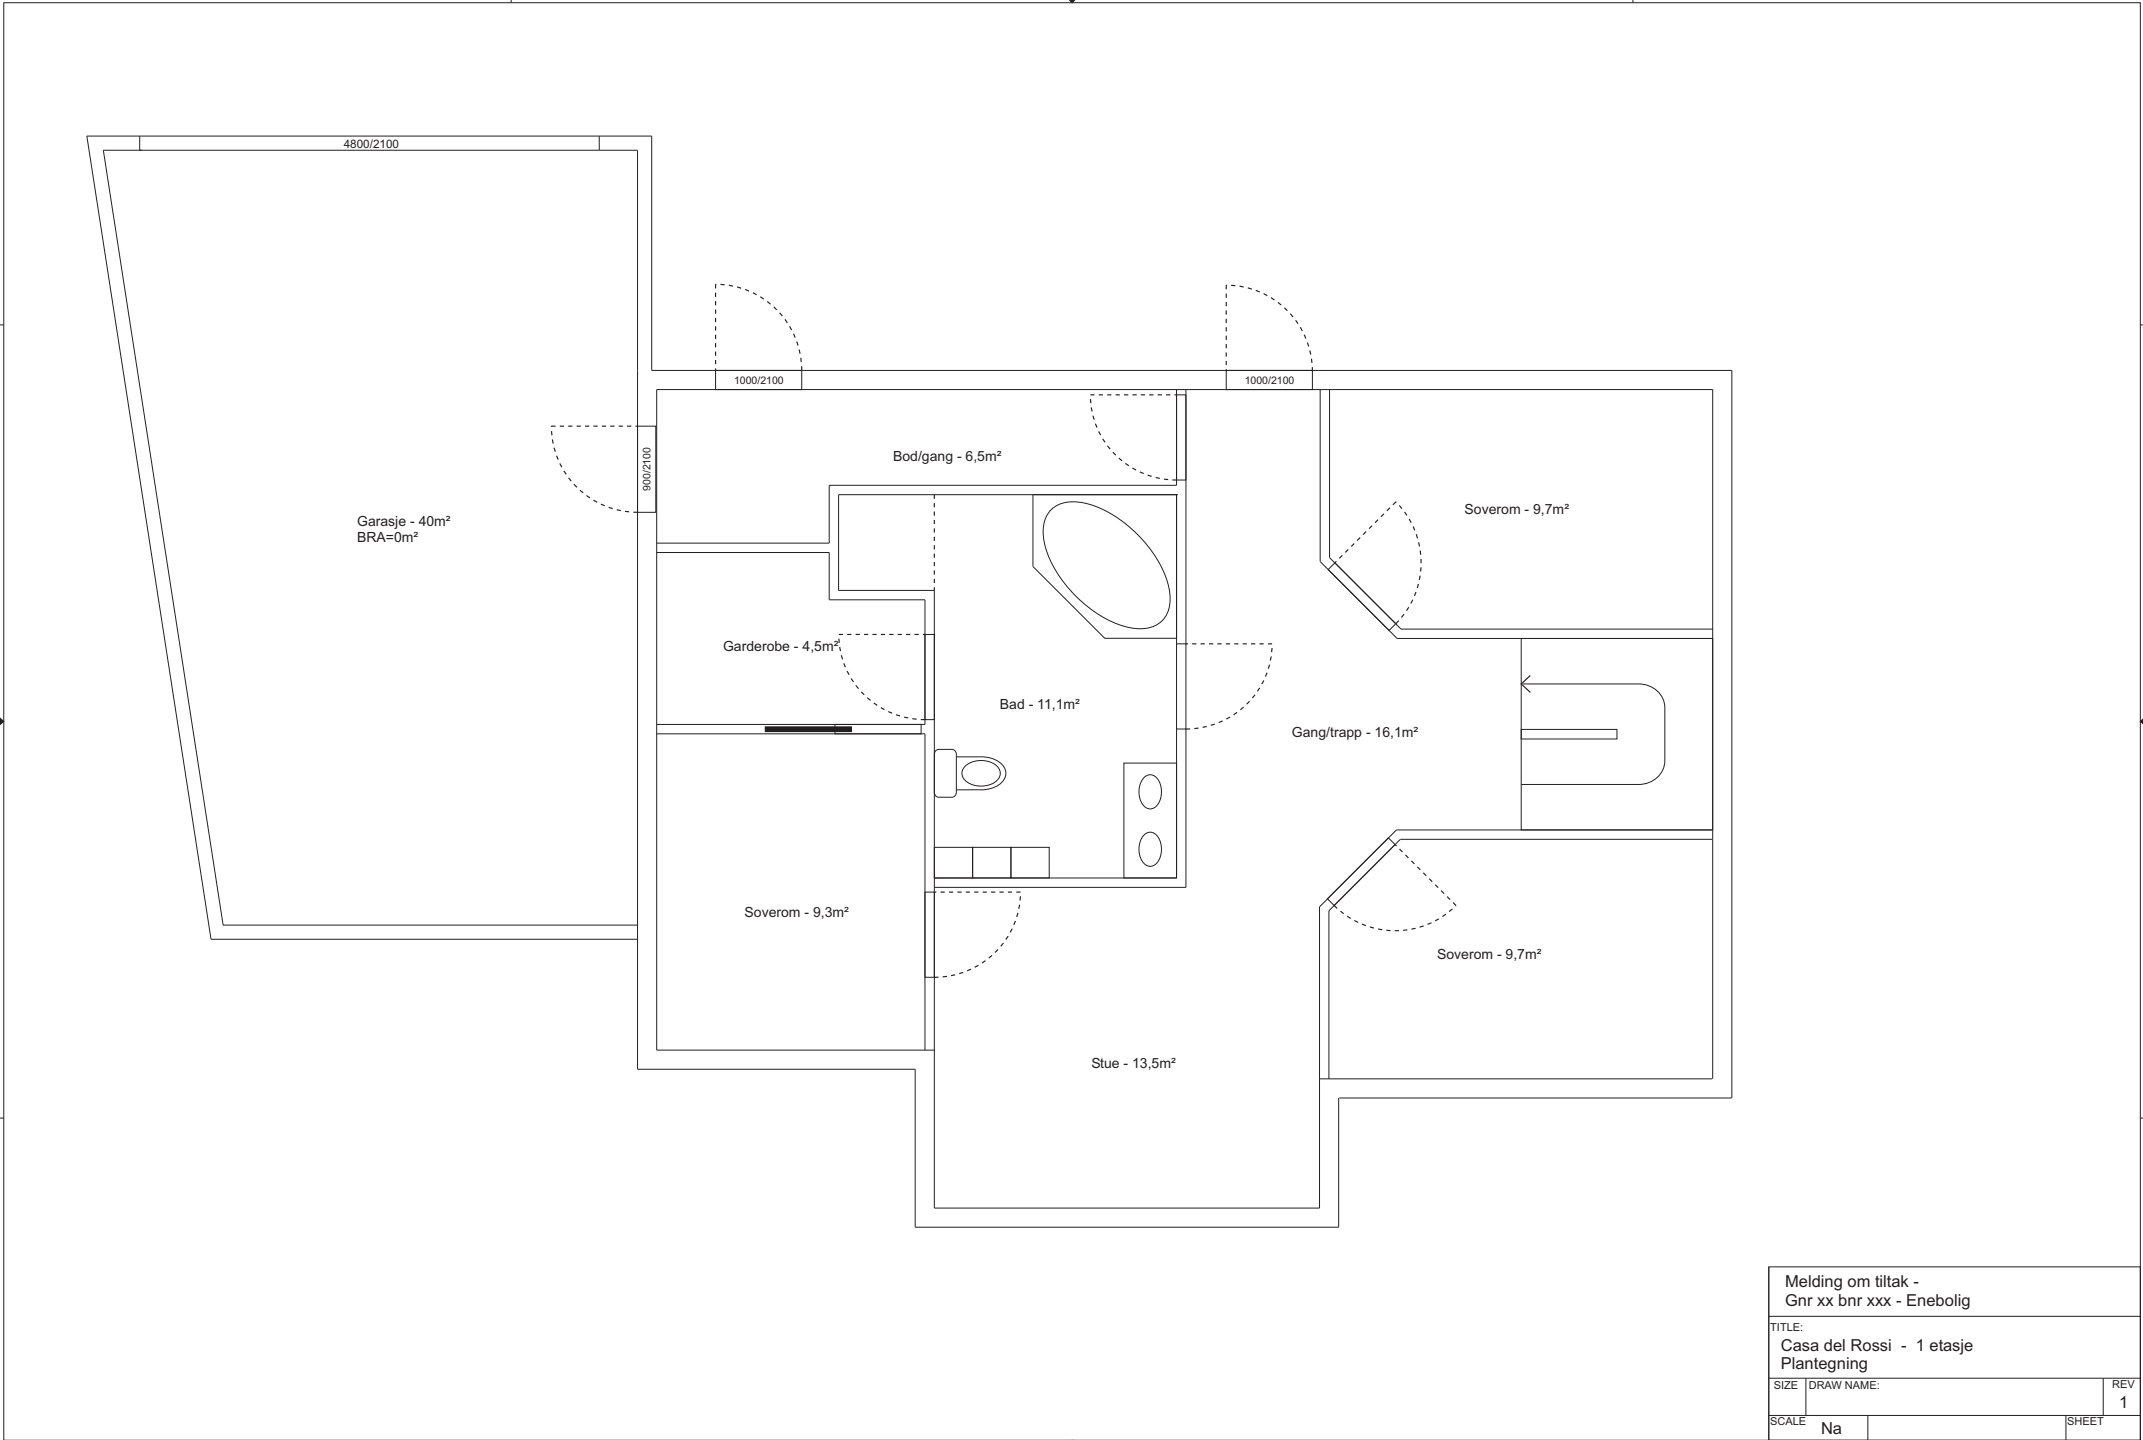 4800/2100
1000/2100
1000/2100
900/2100
Bod/gang - 6,5m²
Soverom - 9,7m²
Garasje - 40m²
BRA=0m²
Garderobe - 4,5m²
Bad - 11,1m²
Gang/trapp - 16,1m²
Soverom - 9,3m²
Soverom - 9,7m²
Stue - 13,5m²
Melding om tiltak -
Gnr xx bnr xxx - Enebolig
TITLE:
Casa del Rossi - 1 etasje
Plantegning
SIZE DRAW NAME: REV
1
SCALE Na SHEET